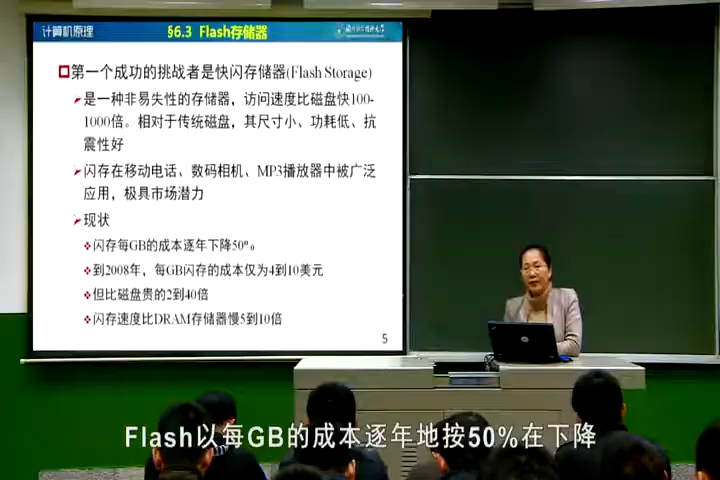 计算机原理
§6.3 Flash存储器
第一个成功的挑战者是快闪存储器(Flash Storage)
是一种非易失性的存储器，访问速度比磁盘快100-
1000倍。相对于传统磁盘，其尺寸小、功耗低、抗
震性好
闪存在移动电话、数码相机、MP3播放器中被广泛
应用，极具市场潜力
现状
闪存每GB的成本逐年下降50%
到2008年，每GB闪存的成本仅为4到10美元
但比磁盘贵的2到40倍
闪存速度比DRAM存储器慢5到10倍
5
Flash以每GB的成本逐年地按50%在下降